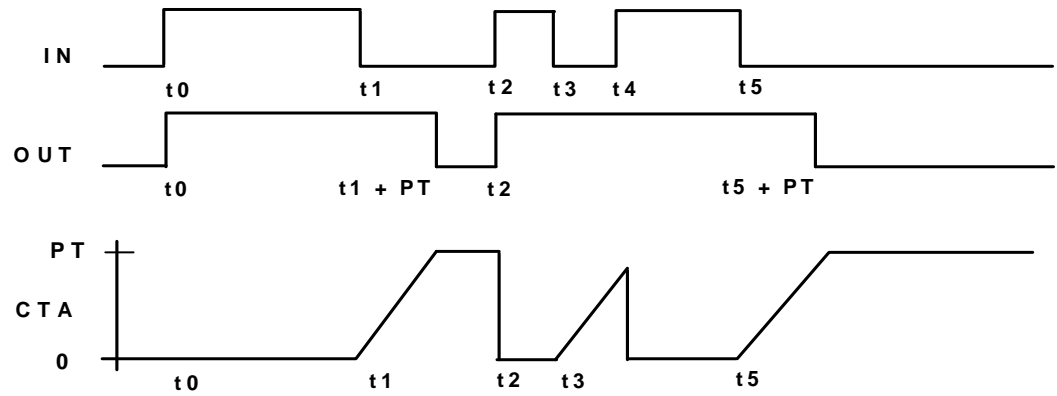 IN
t0 t1 t2 t3 t4 t5
OUT
t0 t1 + PT t2 t5 + PT
PT
CTA
0
t0 t1 t2 t3 t5